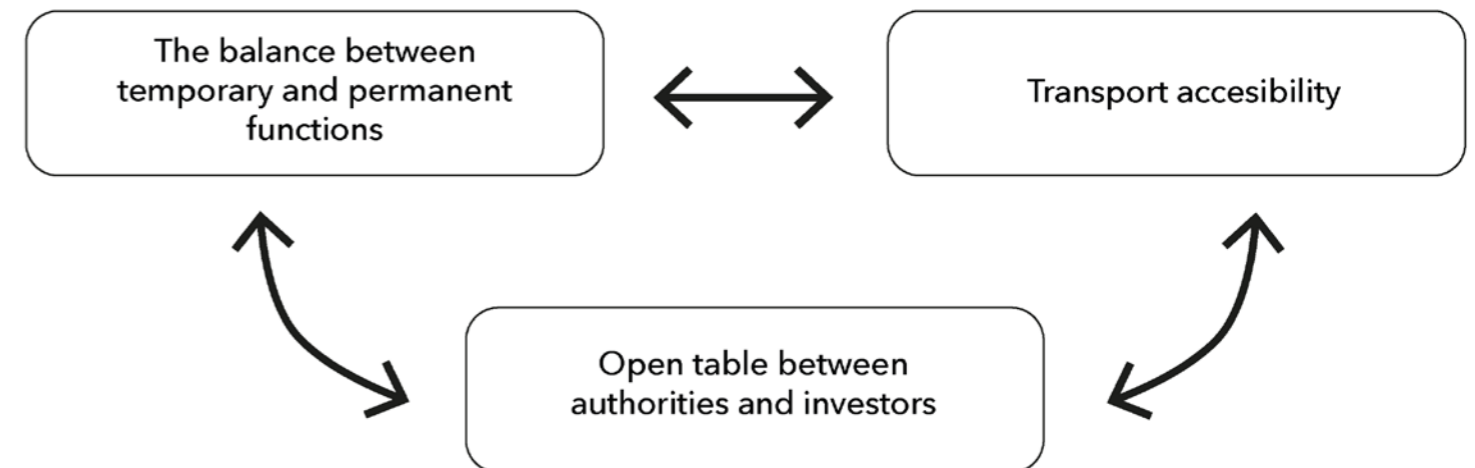 The balance between
temporary and permanent
functions
Transport accesibility
Open table between
authorities and investors